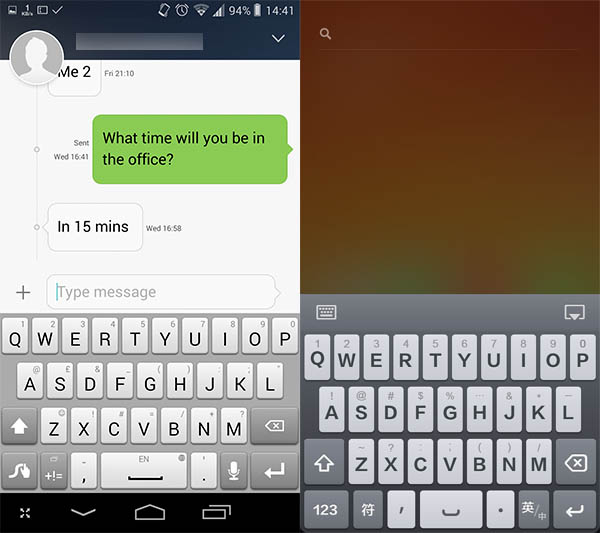 1
KB/s
94% 14:41
Me 2 Fri 21:10
Sent
Wed 16:41
What time will you be in
the office?
In 15 mins Wed 16:58
Type message
1 2 3 4 5 6 7 8 9 0
Q W E R T Y U I O P
A S D F G H J K L
Z X C V B N M
EN
+!= , .
1 2 3 4 5 6 7 8 9 0
Q W E R T Y U I O P
A S D F G H J K L
Z X C V B N M
123 符 , . 英/中